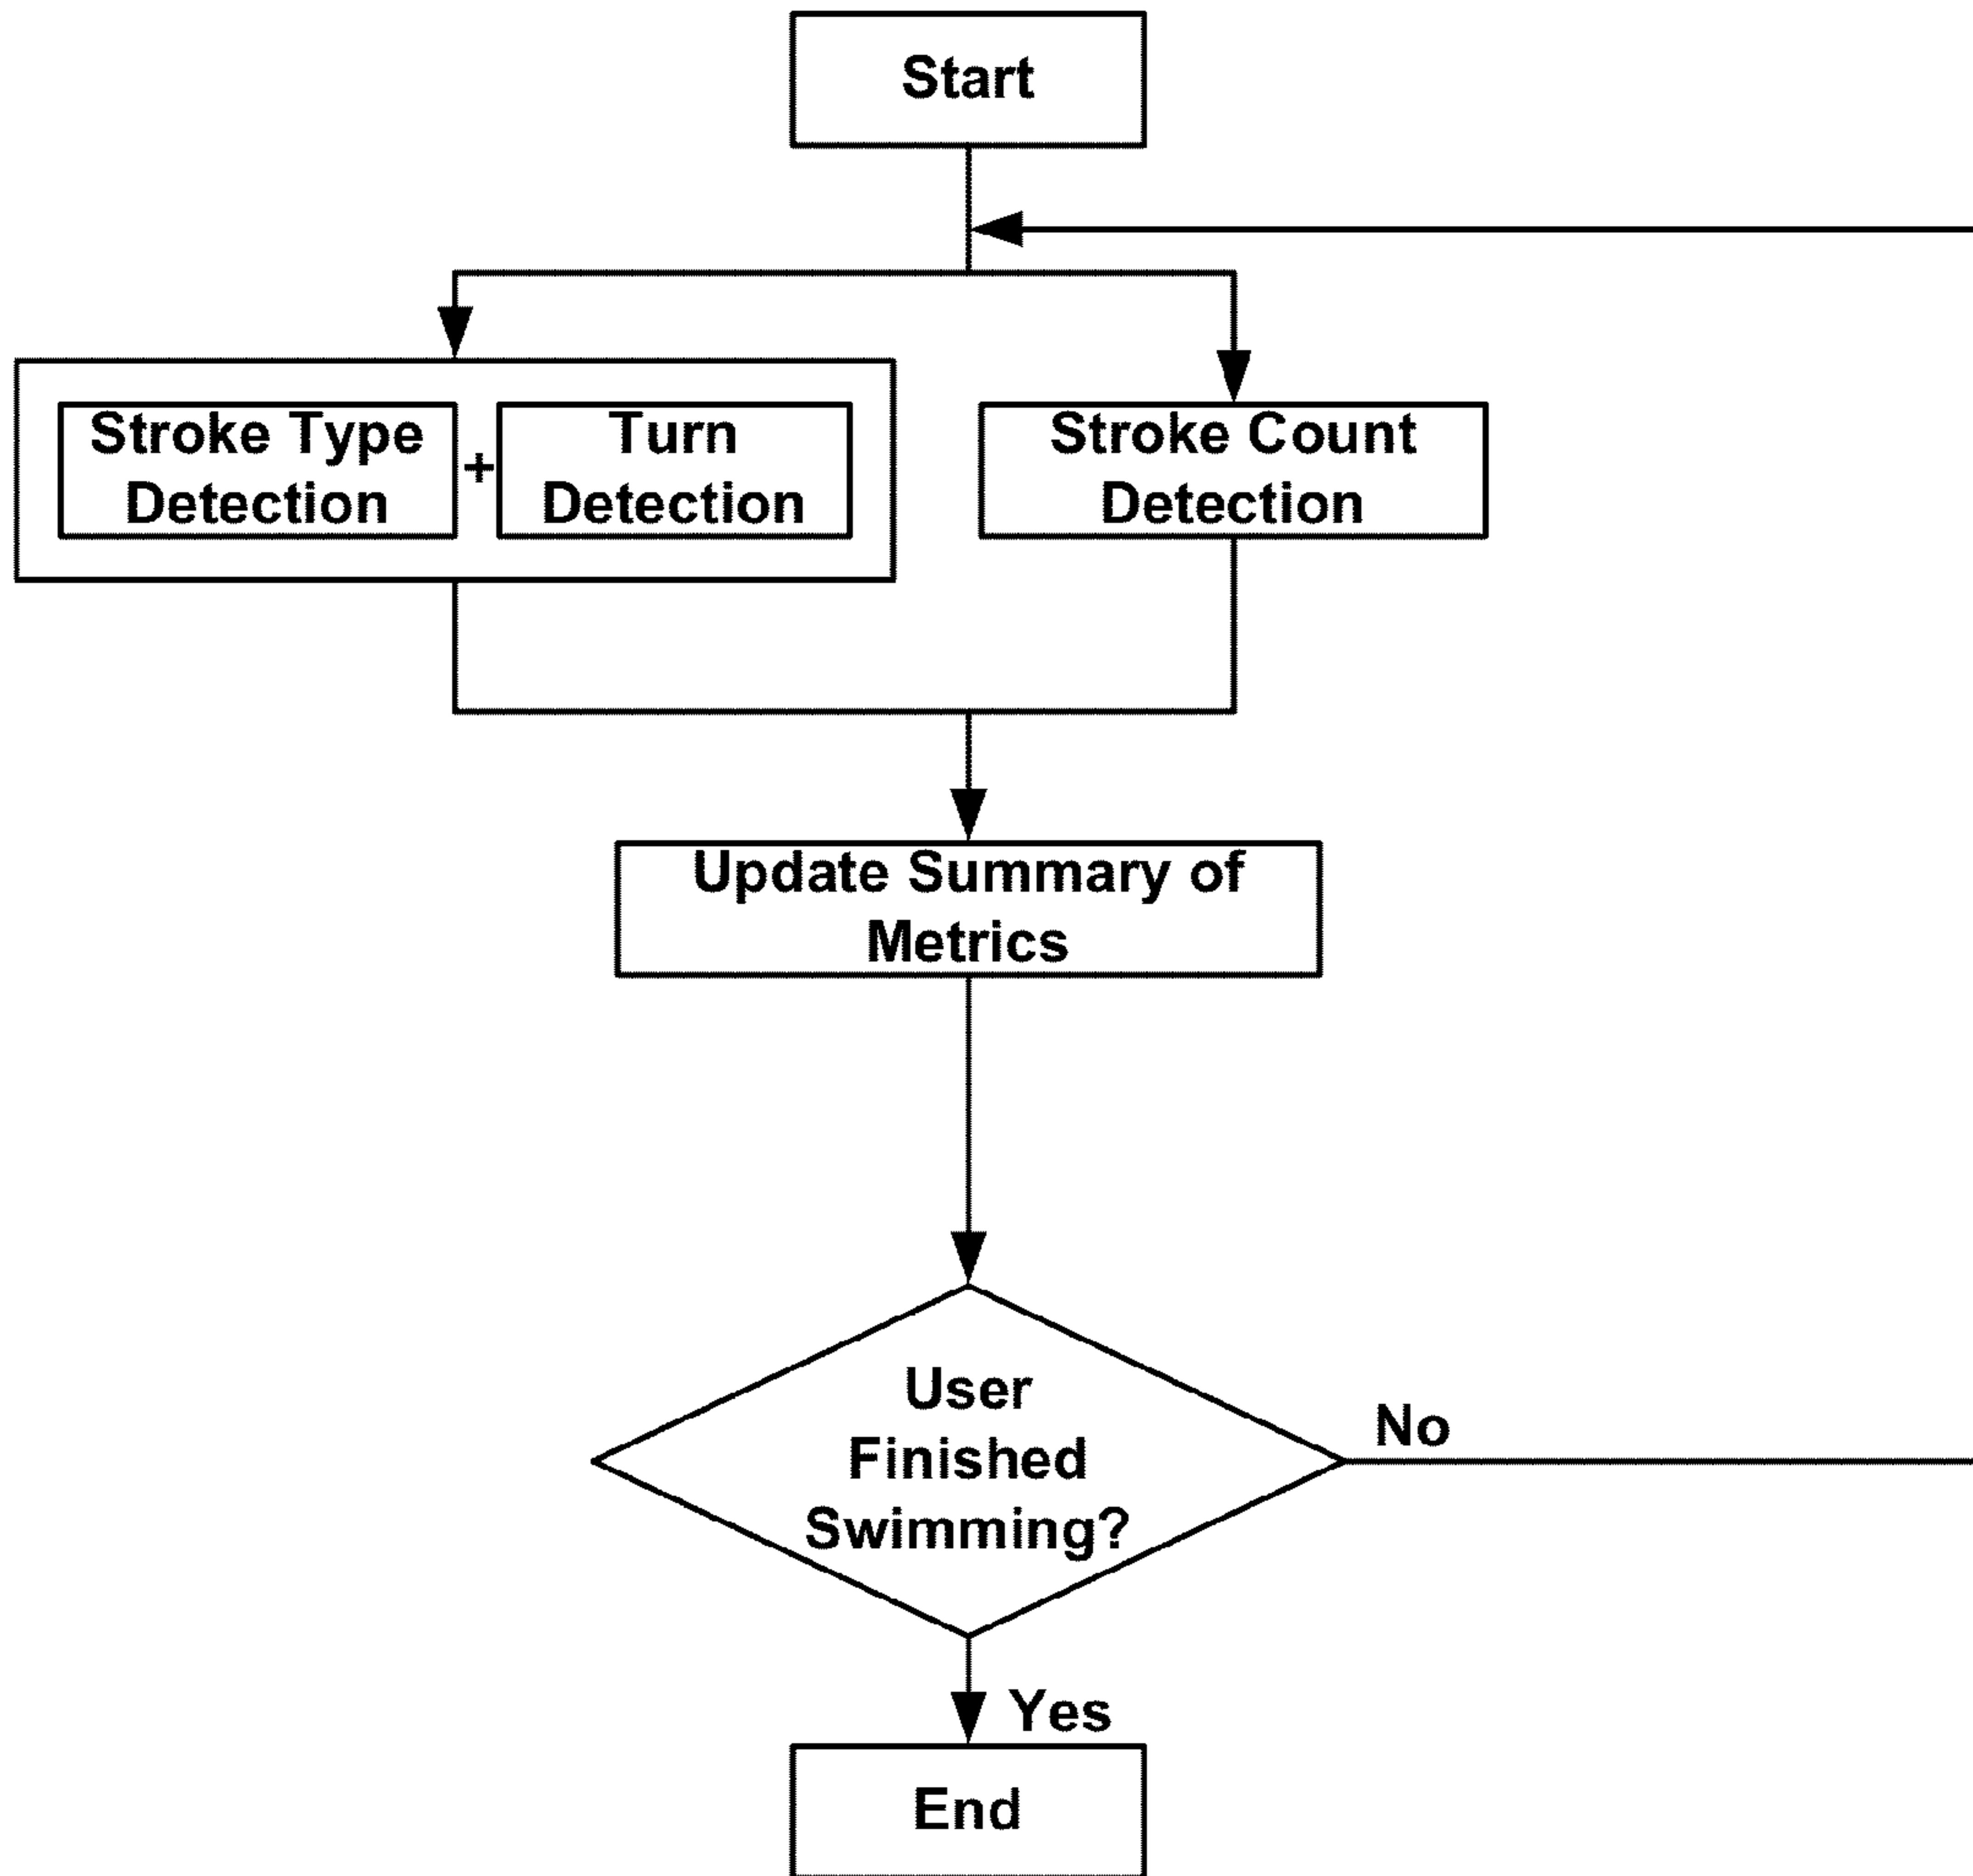 Start
Stroke Type
Detection
+
Turn
Detection
Stroke Count
Detection
Update Summary of
Metrics
User
Finished
Swimming?
No
Yes
End